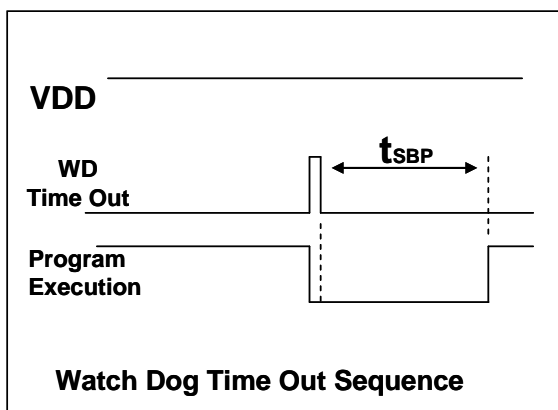 VDD
tSBP
WD
Time Out
Program
Execution
Watch Dog Time Out Sequence